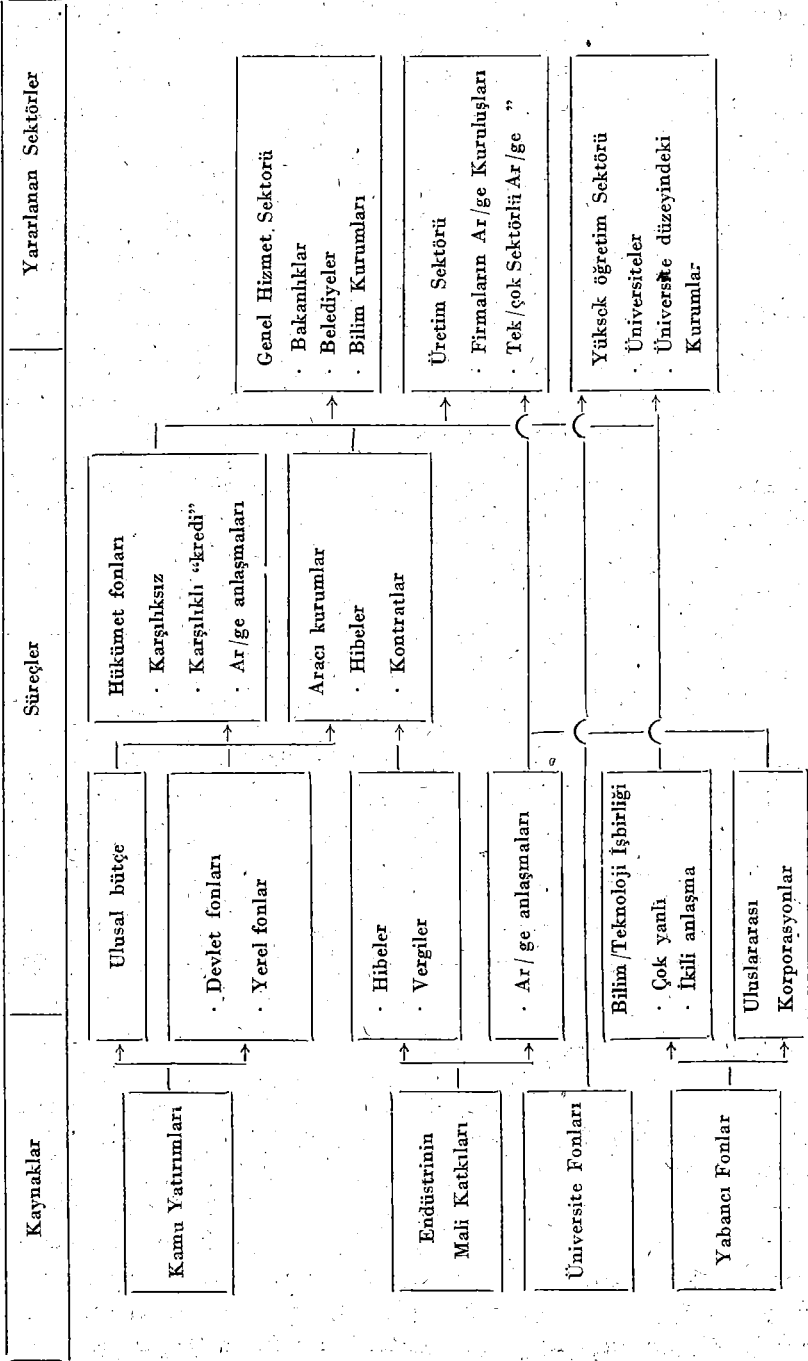 Kaynaklar
Süreçler
Yararlanan Sektörler
Kamu Yatırımları
Endüstrinin
Mali Katkıları
Üniversite Fonları
Yabancı Fonlar
Ulusal bütçe
· Devlet fonları
· Yerel fonlar
· Hibeler
· Vergiler
· Ar/ge anlaşmaları
Bilim/Teknoloji İşbirliği
· Çok yanlı
· İkili anlaşma
Uluslararası
Korporasyonlar
Hükümet fonları
· Karşılıksız
· Karşılıklı “kredi”
· Ar/ge anlaşmaları
Aracı kurumlar
· Hibeler
· Kontratlar
Genel Hizmet Sektorü
· Bakanlıklar
· Belediyeler
· Bilim Kurumları
Üretim Sektörü
· Firmaların Ar/ge Kuruluşları
· Tek/çok Sektörlü Ar/ge ”
Yüksek öğretim Sektörü
· Üniversiteler
· Üniversite düzeyindeki
Kurumlar